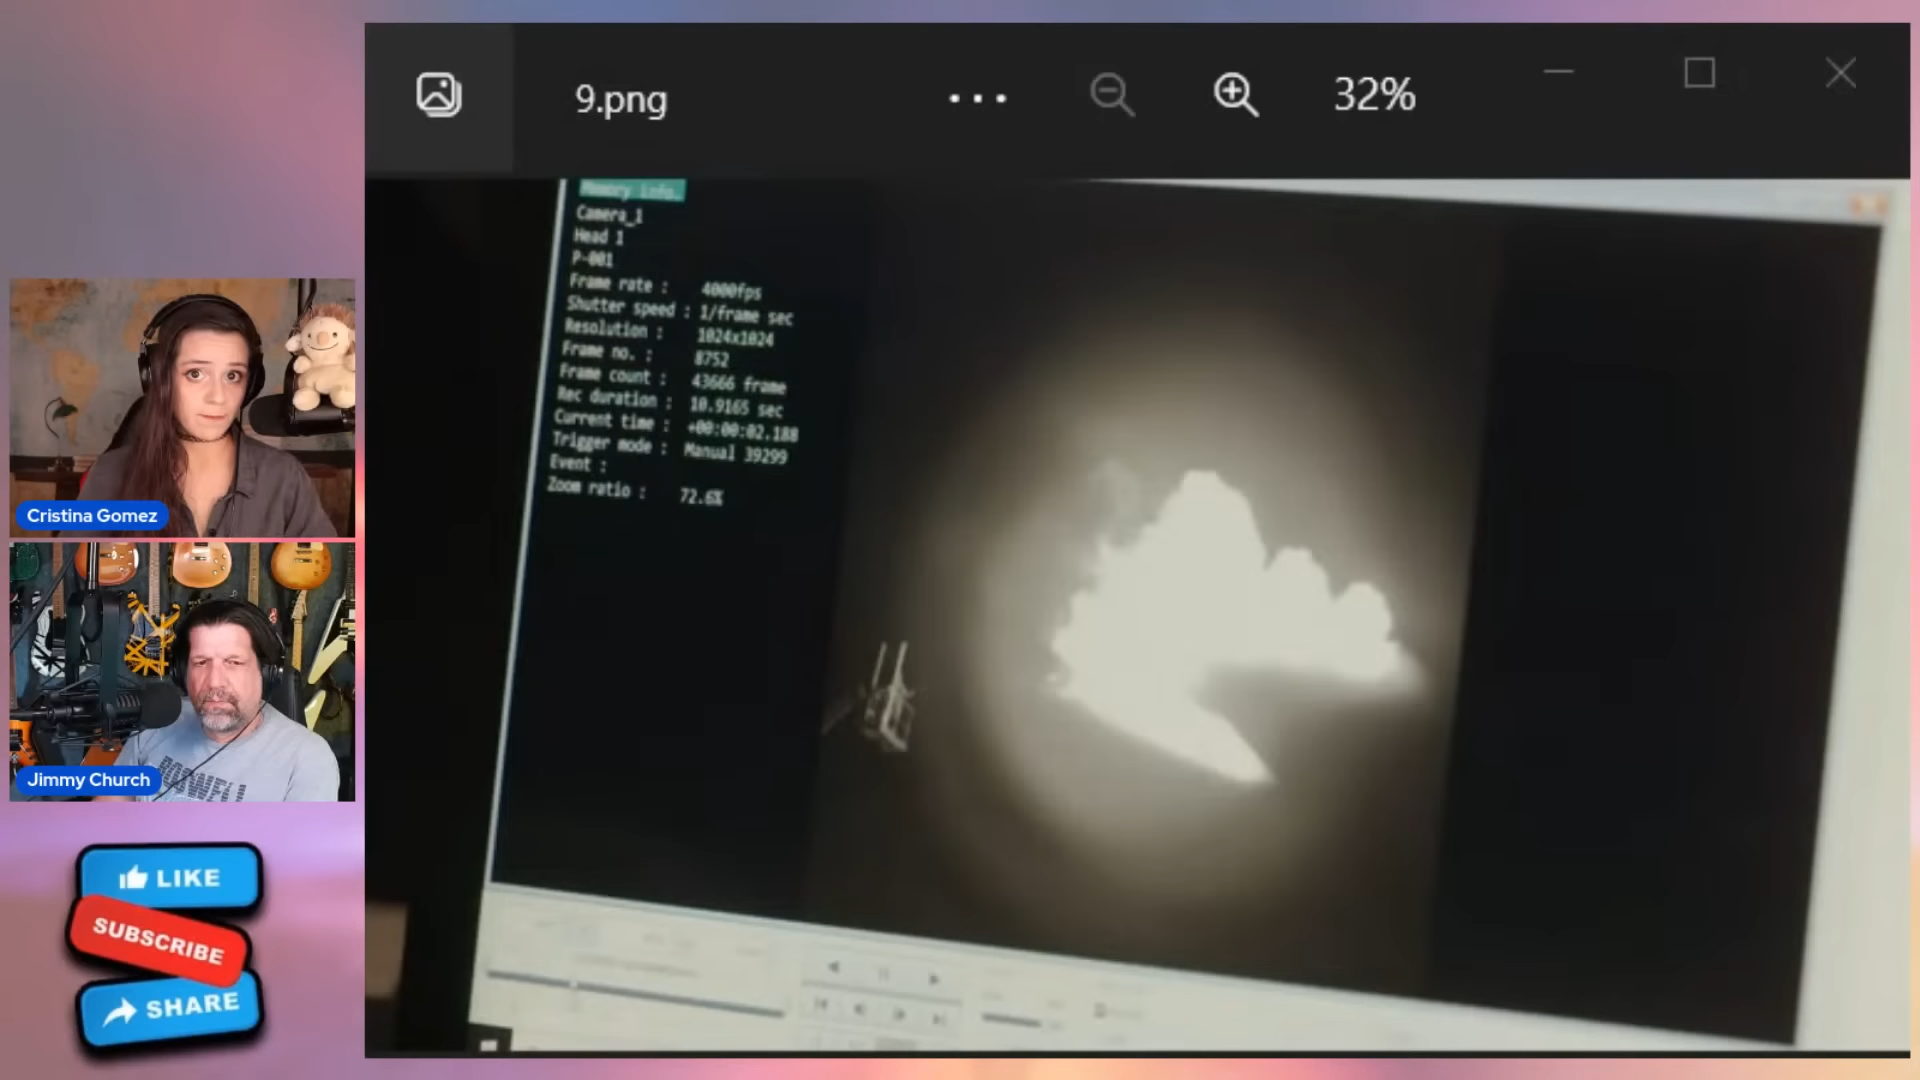 9.png
32%
Memory info.
Camera_1
Head 1
P-001
Frame rate : 4000fps
Shutter speed : 1/frame sec
Resolution : 1024x1024
Frame no. : 8752
Frame count : 43666 frame
Rec duration : 10.9165 sec
Current time : +00:00:02.188
Trigger mode : Manual 39299
Event :
Zoom ratio : 72.6%
Cristina Gomez
Jimmy Church
LIKE
SUBSCRIBE
SHARE